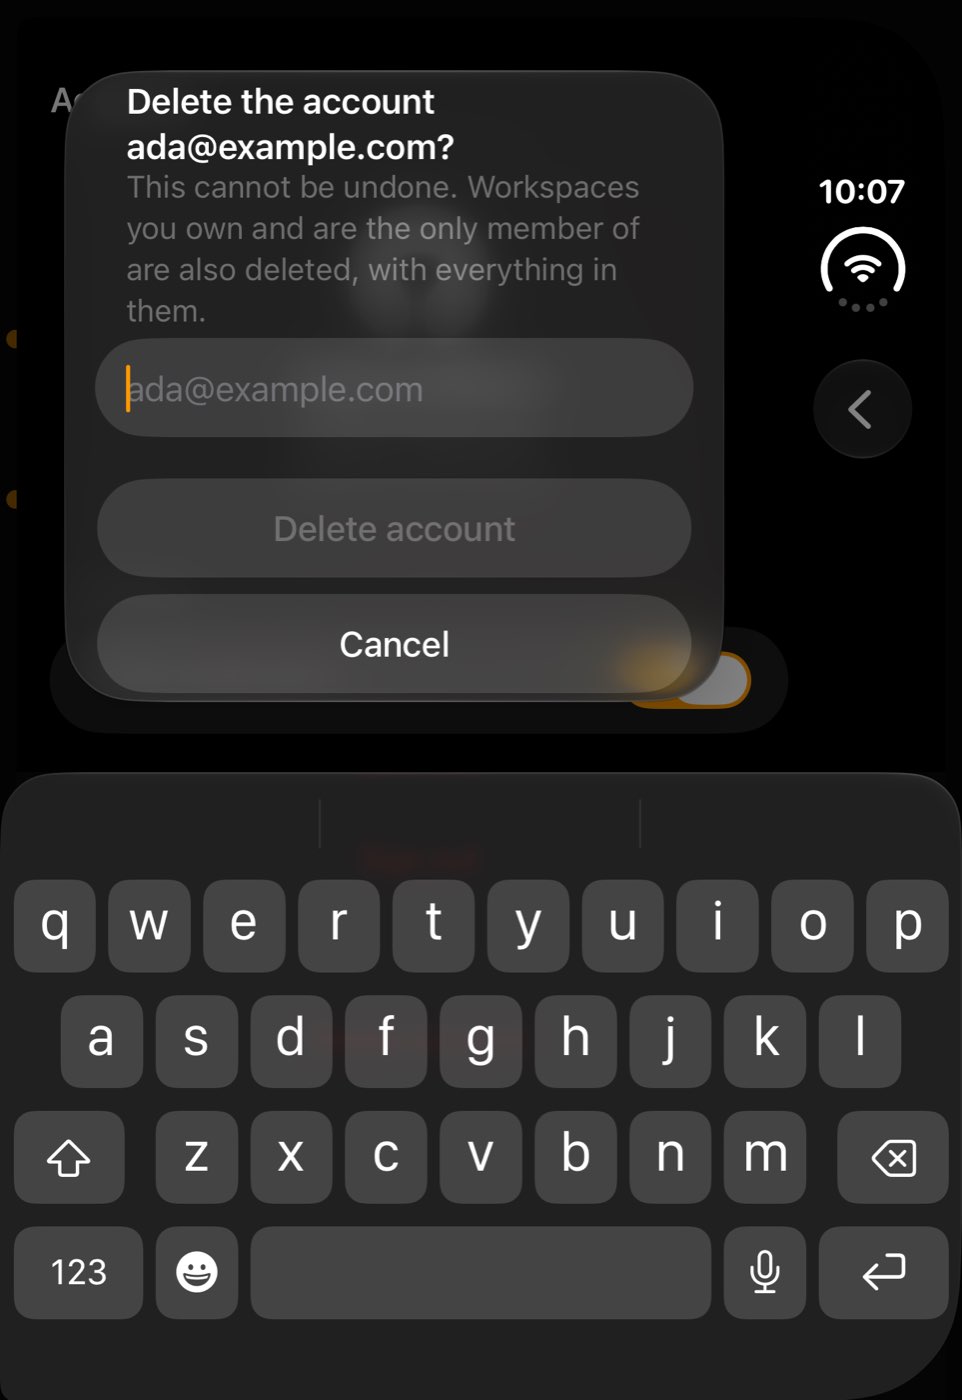 Delete the account
ada@example.com?
This cannot be undone. Workspaces
you own and are the only member of
are also deleted, with everything in
them.
10:07
ada@example.com
Delete account
Cancel
q w e r t y u i o p
a s d f g h j k l
z x c v b n m
123